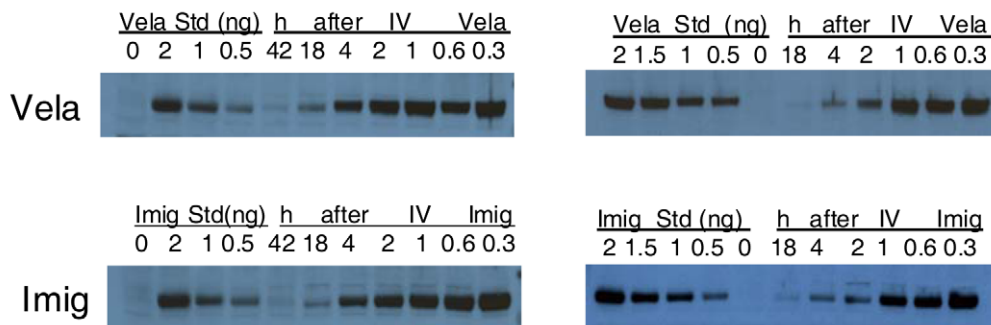 Vela Std (ng) h after IV Vela
0 2 1 0.5 42 18 4 2 1 0.6 0.3
Vela
Vela Std (ng) h after IV Vela
2 1.5 1 0.5 0 18 4 2 1 0.6 0.3
Imig Std(ng) h after IV Imig
0 2 1 0.5 42 18 4 2 1 0.6 0.3
Imig
Imig Std (ng) h after IV Imig
2 1.5 1 0.5 0 18 4 2 1 0.6 0.3